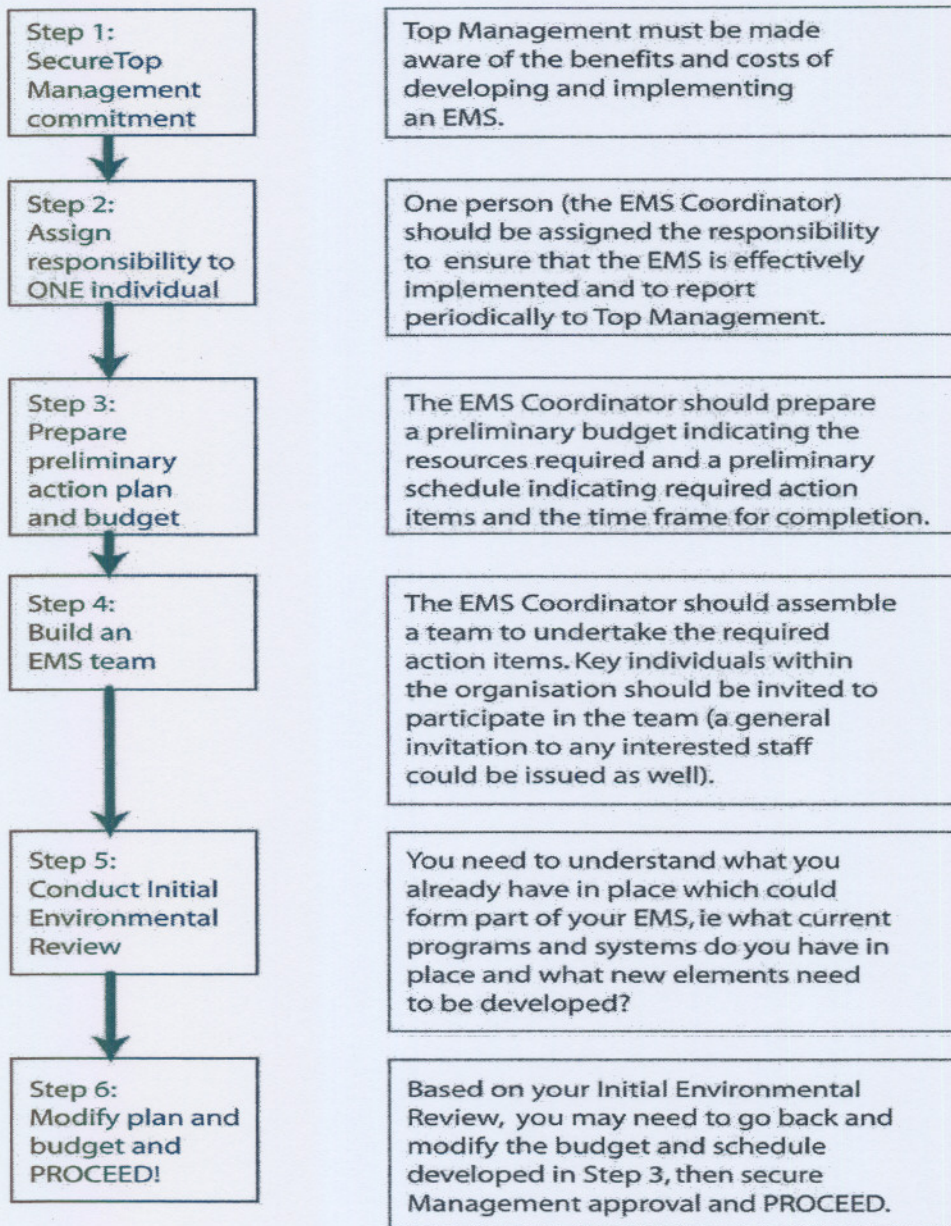 Step 1:
SecureTop
Management
commitment
Top Management must be made
aware of the benefits and costs of
developing and implementing
an EMS.
Step 2:
Assign
responsibility to
ONE individual
One person (the EMS Coordinator)
should be assigned the responsibility
to ensure that the EMS is effectively
implemented and to report
periodically to Top Management.
Step 3:
Prepare
preliminary
action plan
and budget
The EMS Coordinator should prepare
a preliminary budget indicating the
resources required and a preliminary
schedule indicating required action
items and the time frame for completion.
Step 4:
Build an
EMS team
The EMS Coordinator should assemble
a team to undertake the required
action items. Key individuals within
the organisation should be invited to
participate in the team (a general
invitation to any interested staff
could be issued as well).
Step 5:
Conduct Initial
Environmental
Review
You need to understand what you
already have in place which could
form part of your EMS, ie what current
programs and systems do you have in
place and what new elements need
to be developed?
Step 6:
Modify plan and
budget and
PROCEED!
Based on your Initial Environmental
Review, you may need to go back and
modify the budget and schedule
developed in Step 3, then secure
Management approval and PROCEED.